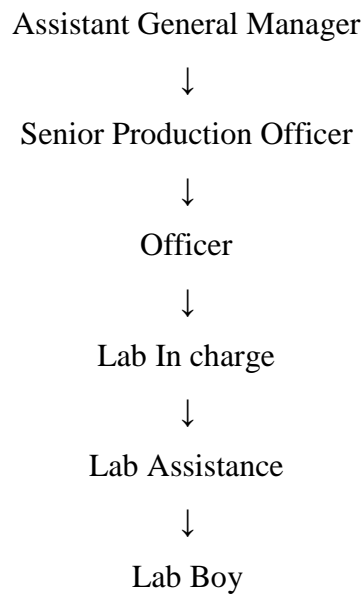 Assistant General Manager
↓
Senior Production Officer
↓
Officer
↓
Lab In charge
↓
Lab Assistance
↓
Lab Boy